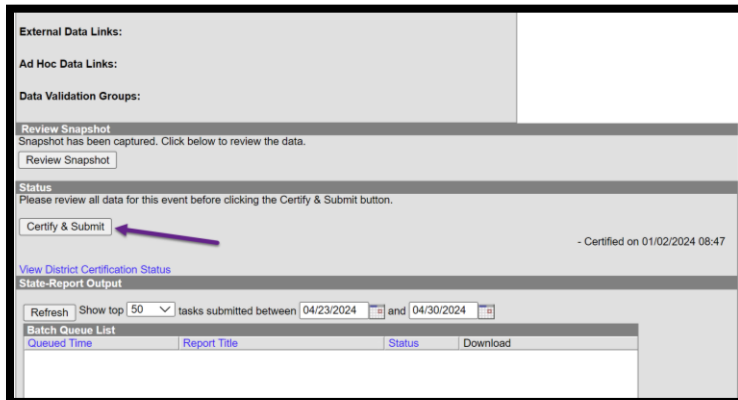 External Data Links:
Ad Hoc Data Links:
Data Validation Groups:
Review Snapshot
Snapshot has been captured. Click below to review the data.
Review Snapshot
Status
Please review all data for this event before clicking the Certify & Submit button.
Certify & Submit
- Certified on 01/02/2024 08:47
View District Certification Status
State-Report Output
Refresh Show top 50 tasks submitted between 04/23/2024 and 04/30/2024
Batch Queue List
Queued Time Report Title Status Download